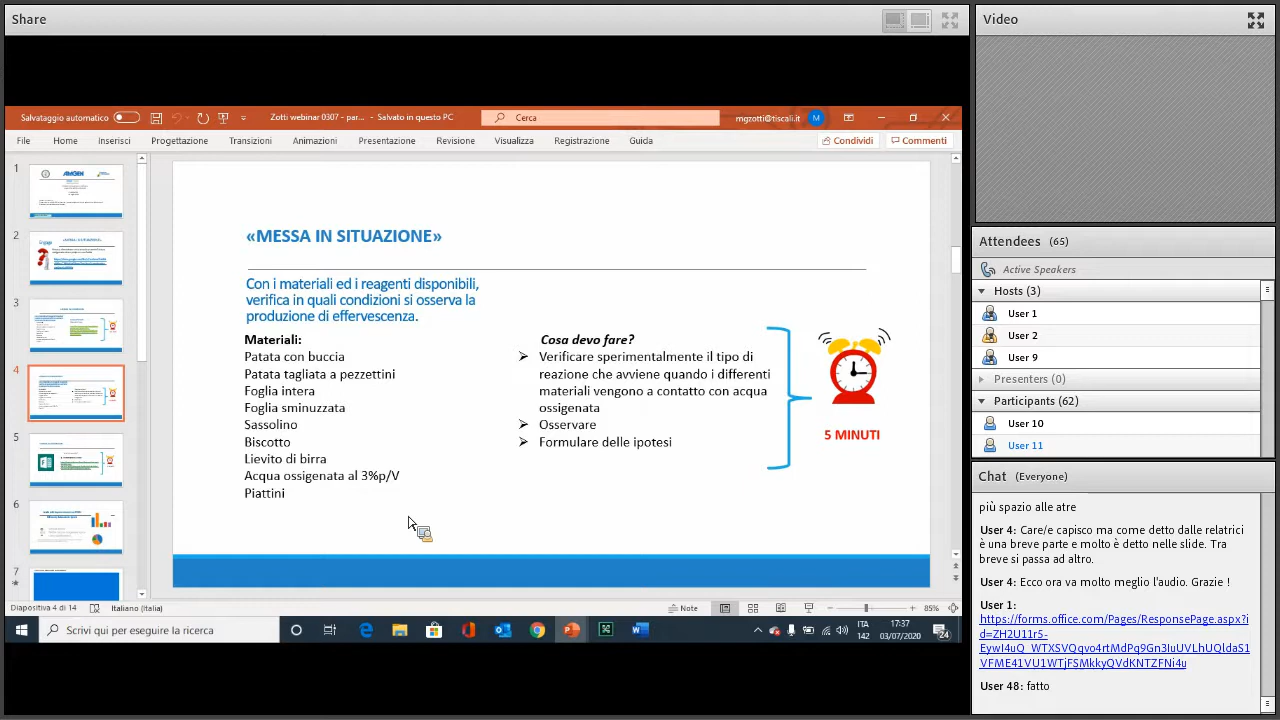 Share
Video
Salvataggio automatico
Zotti webinar 0307 - par... • Salvato in questo PC
Cerca
mgzotti@tiscali.it
M
File
Home
Inserisci
Progettazione
Transizioni
Animazioni
Presentazione
Revisione
Visualizza
Registrazione
Guida
Condividi
Commenti
1
2
3
4
5
6
7
«MESSA IN SITUAZIONE»
Con i materiali ed i reagenti disponibili,
verifica in quali condizioni si osserva la
produzione di effervescenza.
Materiali:
Patata con buccia
Patata tagliata a pezzettini
Foglia intera
Foglia sminuzzata
Sassolino
Biscotto
Lievito di birra
Acqua ossigenata al 3%p/V
Piattini
Cosa devo fare?
Verificare sperimentalmente il tipo di
reazione che avviene quando i differenti
materiali vengono a contatto con acqua
ossigenata
Osservare
Formulare delle ipotesi
5 MINUTI
Diapositiva 4 di 14
Italiano (Italia)
Note
85%
Scrivi qui per eseguire la ricerca
ITA
142
17:37
03/07/2020
24
Attendees (65)
Active Speakers
Hosts (3)
User 1
User 2
User 9
Presenters (0)
Participants (62)
User 10
User 11
Chat (Everyone)
più spazio alle atre
User 4: Care/e capisco ma come detto dalle relatrici
è una breve parte e molto è detto nelle slide. Tra
breve si passa ad altro.
User 4: Ecco ora va molto meglio l'audio. Grazie !
User 1:
https://forms.office.com/Pages/ResponsePage.aspx?i
d=ZH2U11r5-
EywI4uQ_WTXSVQqvo4rtMdPq9Gn3IuUVLhUQldaS1
VFME41VU1WTjFSMkkyQVdKNTZFNi4u
User 48: fatto